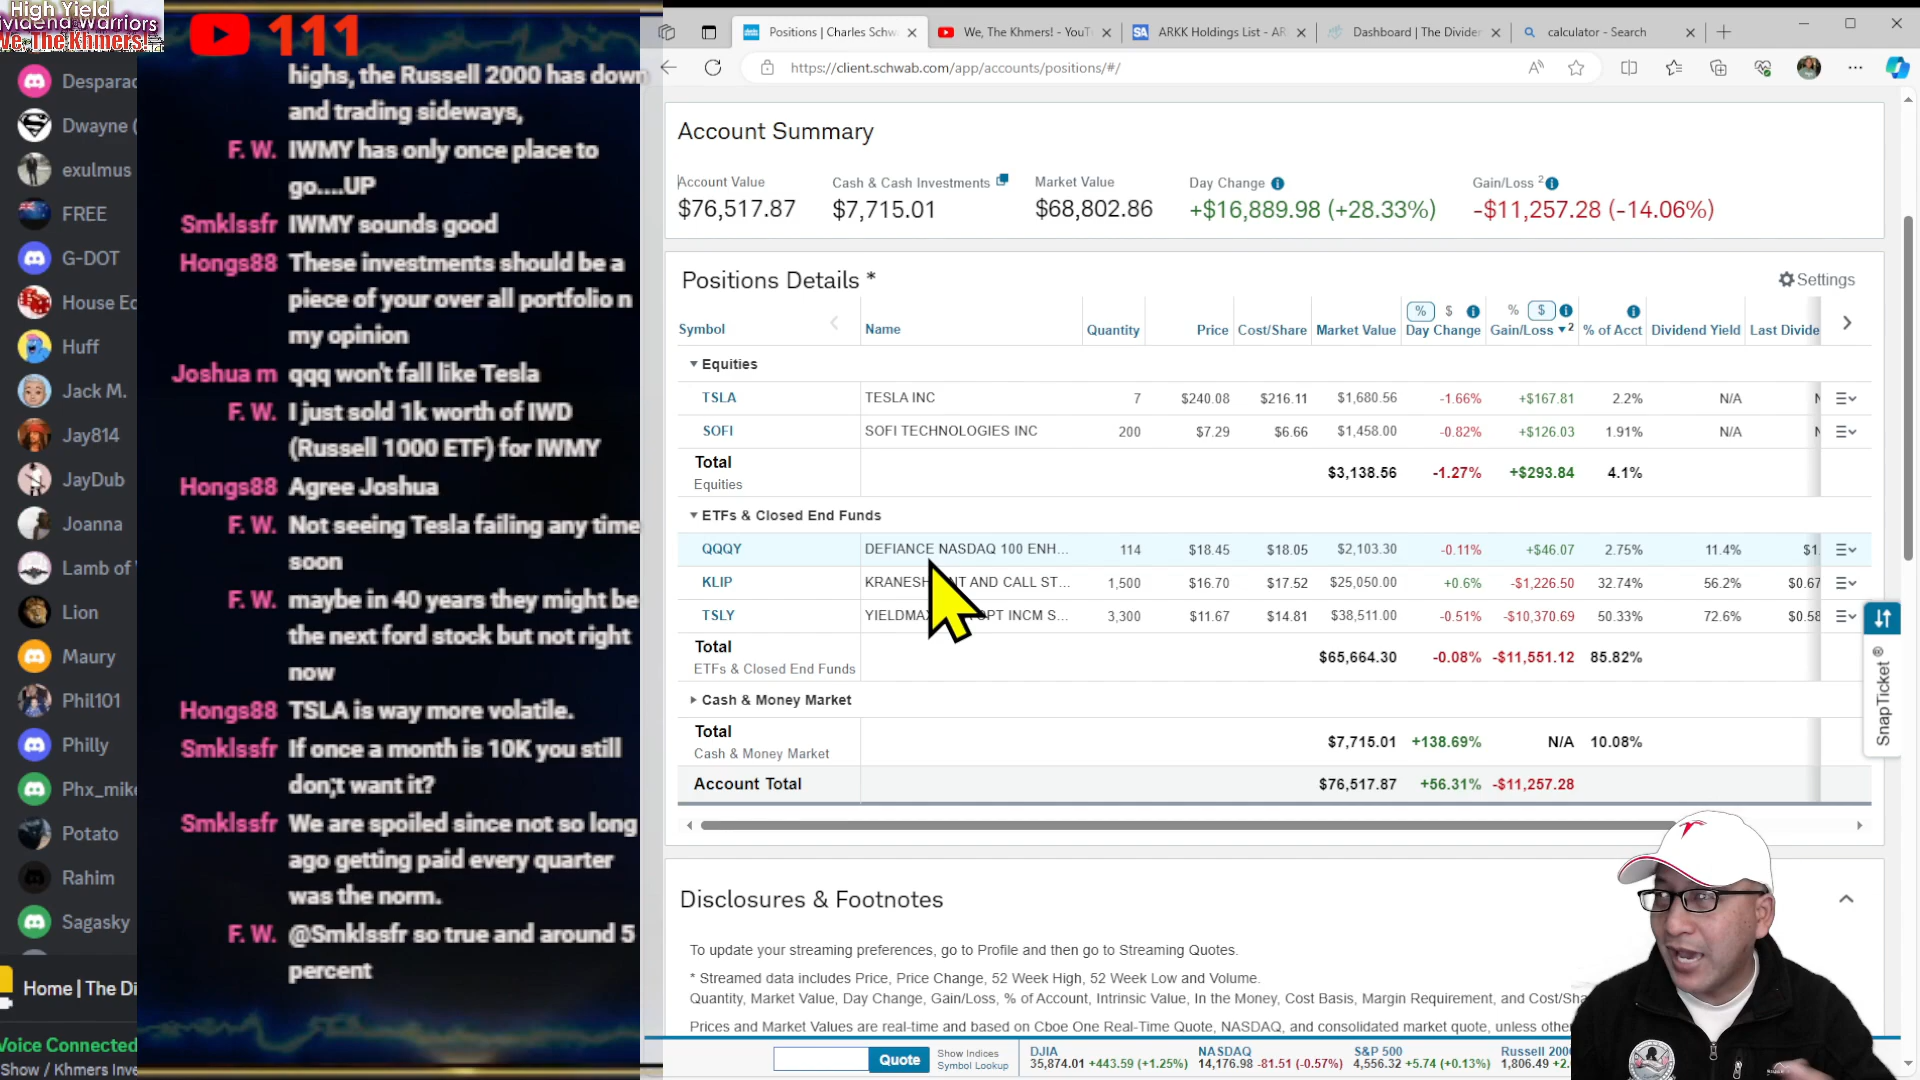 High Yield
Dividend Warriors
We, The Khmers!
111
Desparad
Dwayne (
exulmus
FREE
G-DOT
House Ed
Huff
Jack M.
Jay814
JayDub
Joanna
Lamb of
Lion
Maury
Phil101
Philly
Phx_mike
Potato
Rahim
Sagasky
Home | The Di
Voice Connected
Show / Khmers Inve
highs, the Russell 2000 has down
and trading sideways,
F. W. IWMY has only once place to
go....UP
Smklssfr IWMY sounds good
Hongs88 These investments should be a
piece of your over all portfolio n
my opinion
Joshua m qqq won't fall like Tesla
F. W. I just sold 1k worth of IWD
(Russell 1000 ETF) for IWMY
Hongs88 Agree Joshua
F. W. Not seeing Tesla failing any time
soon
F. W. maybe in 40 years they might be
the next ford stock but not right
now
Hongs88 TSLA is way more volatile.
Smklssfr If once a month is 10K you still
don;t want it?
Smklssfr We are spoiled since not so long
ago getting paid every quarter
was the norm.
F. W. @Smklssfr so true and around 5
percent
Positions | Charles Schw
We, The Khmers! - YouT
SA ARKK Holdings List - AR
Dashboard | The Divider
calculator - Search
https://client.schwab.com/app/accounts/positions/#/
Account Summary
Account Value Cash & Cash Investments Market Value Day Change Gain/Loss 2
$76,517.87 $7,715.01 $68,802.86 +$16,889.98 (+28.33%) -$11,257.28 (-14.06%)
Positions Details *
Settings
% $ % $
Symbol Name Quantity Price Cost/Share Market Value Day Change Gain/Loss 2 % of Acct Dividend Yield Last Divide
Equities
TSLA TESLA INC 7 $240.08 $216.11 $1,680.56 -1.66% +$167.81 2.2% N/A
SOFI SOFI TECHNOLOGIES INC 200 $7.29 $6.66 $1,458.00 -0.82% +$126.03 1.91% N/A
Total
Equities
$3,138.56 -1.27% +$293.84 4.1%
ETFs & Closed End Funds
QQQY DEFIANCE NASDAQ 100 ENH... 114 $18.45 $18.05 $2,103.30 -0.11% +$46.07 2.75% 11.4% $1.
KLIP KRANESH NT AND CALL ST... 1,500 $16.70 $17.52 $25,050.00 +0.6% -$1,226.50 32.74% 56.2% $0.67
TSLY YIELDMAX OPT INCM S... 3,300 $11.67 $14.81 $38,511.00 -0.51% -$10,370.69 50.33% 72.6% $0.58
Total
ETFs & Closed End Funds
$65,664.30 -0.08% -$11,551.12 85.82%
Cash & Money Market
Total
Cash & Money Market
$7,715.01 +138.69% N/A 10.08%
Account Total $76,517.87 +56.31% -$11,257.28
SnapTicket®
Disclosures & Footnotes
To update your streaming preferences, go to Profile and then go to Streaming Quotes.
* Streamed data includes Price, Price Change, 52 Week High, 52 Week Low and Volume.
Quantity, Market Value, Day Change, Gain/Loss, % of Account, Intrinsic Value, In the Money, Cost Basis, Margin Requirement, and Cost/Sha
Prices and Market Values are real-time and based on Cboe One Real-Time Quote, NASDAQ, and consolidated market quote, unless other
Quote
Show Indices
Symbol Lookup
DJIA
35,874.01 +443.59 (+1.25%)
NASDAQ
14,176.98 -81.51 (-0.57%)
S&P 500
4,556.32 +5.74 (+0.13%)
Russell 2000
1,806.49 +2.